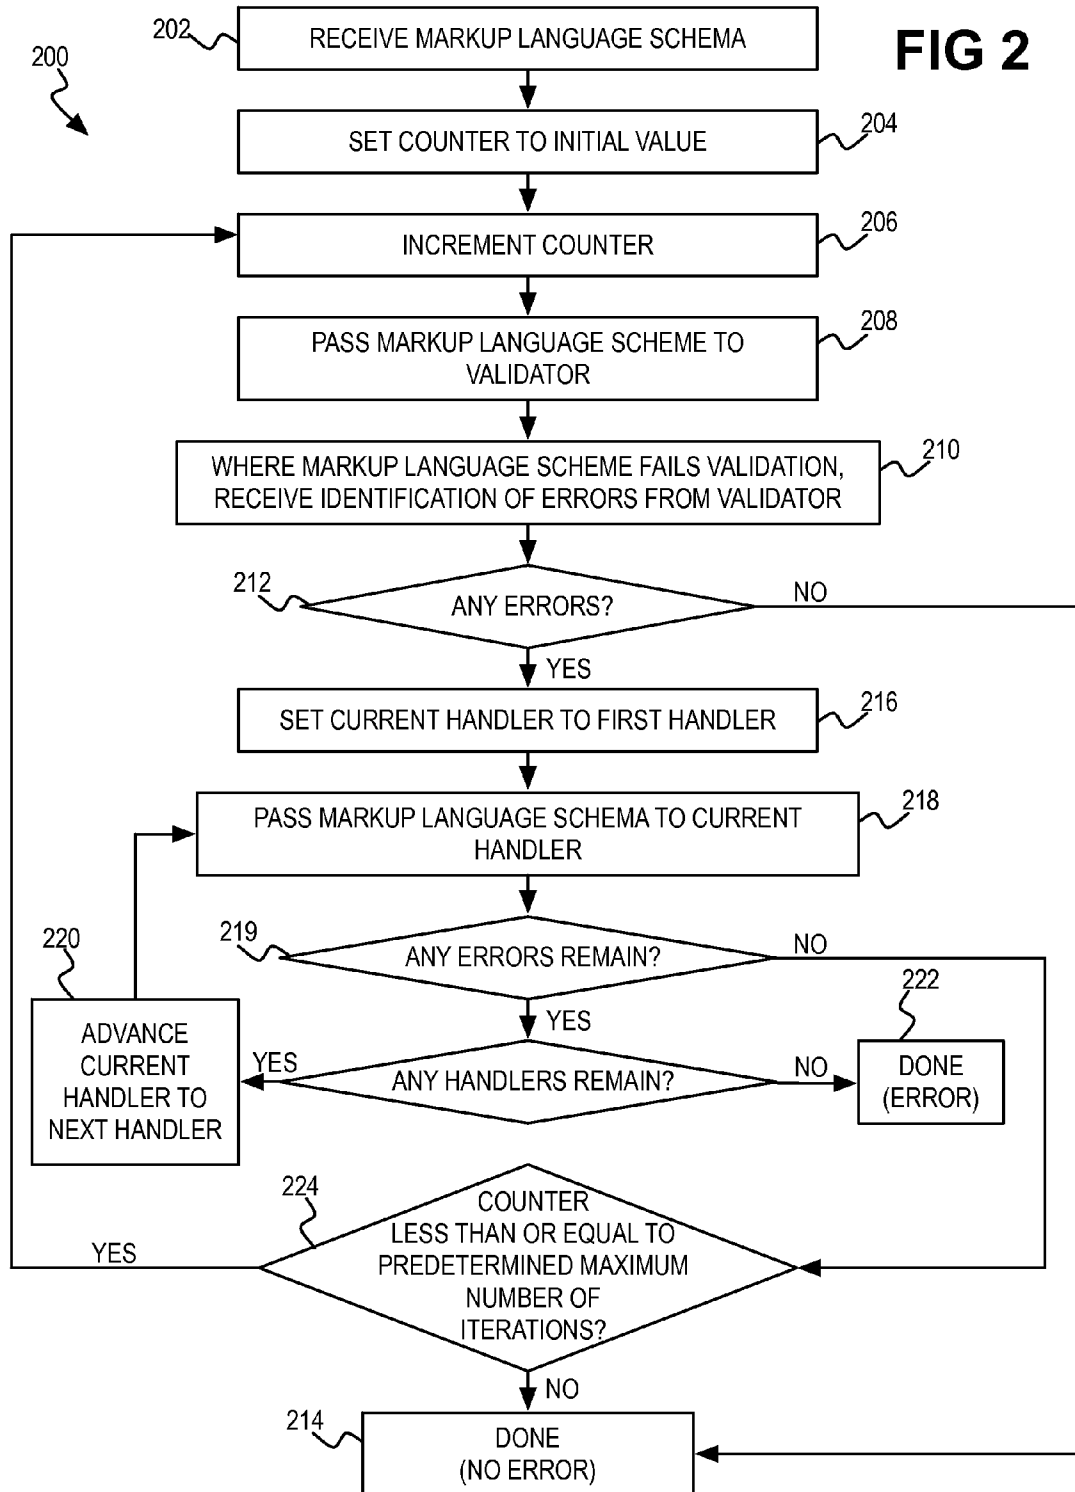 202
RECEIVE MARKUP LANGUAGE SCHEMA
FIG 2
200
SET COUNTER TO INITIAL VALUE
204
INCREMENT COUNTER
206
PASS MARKUP LANGUAGE SCHEME TO
VALIDATOR
208
WHERE MARKUP LANGUAGE SCHEME FAILS VALIDATION,
RECEIVE IDENTIFICATION OF ERRORS FROM VALIDATOR
210
212
ANY ERRORS?
NO
YES
SET CURRENT HANDLER TO FIRST HANDLER
216
PASS MARKUP LANGUAGE SCHEMA TO CURRENT
HANDLER
218
219
ANY ERRORS REMAIN?
NO
YES
220
ADVANCE
CURRENT
HANDLER TO
NEXT HANDLER
YES
ANY HANDLERS REMAIN?
NO
222
DONE
(ERROR)
224
COUNTER
LESS THAN OR EQUAL TO
PREDETERMINED MAXIMUM
NUMBER OF
ITERATIONS?
YES
NO
214
DONE
(NO ERROR)